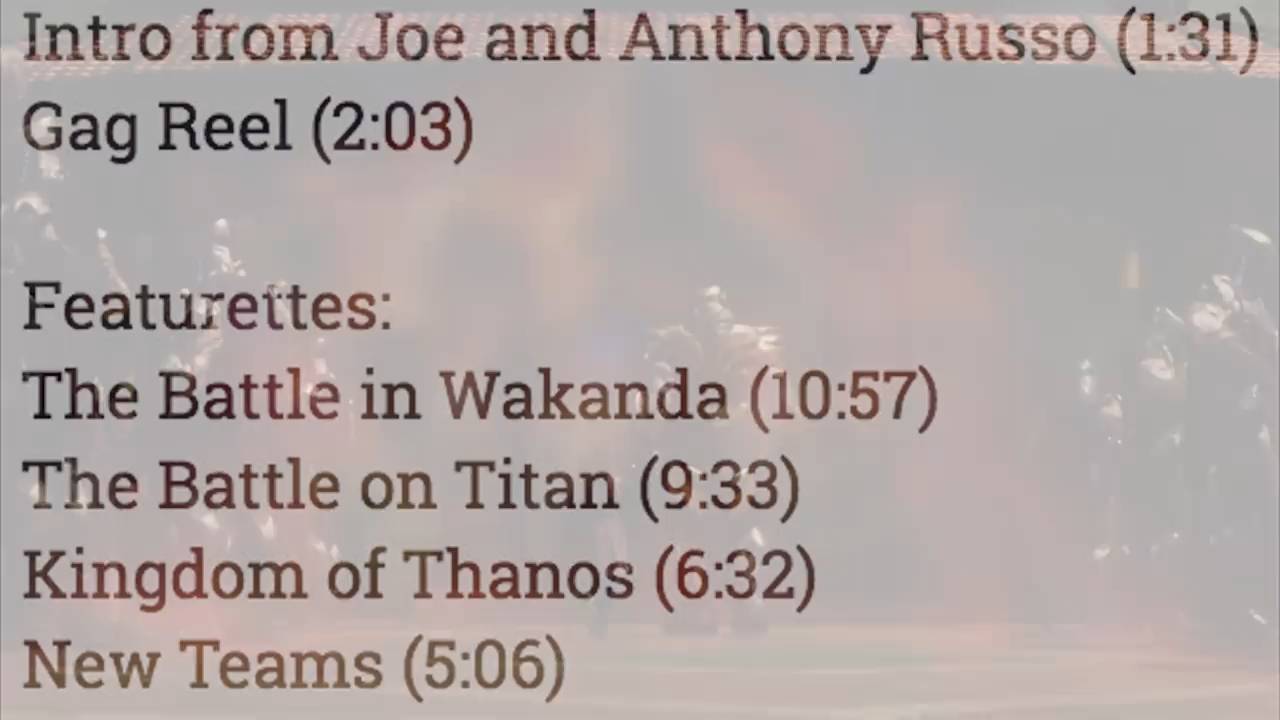 Intro from Joe and Anthony Russo (1:31)
Gag Reel (2:03)
Featurettes:
The Battle in Wakanda (10:57)
The Battle on Titan (9:33)
Kingdom of Thanos (6:32)
New Teams (5:06)